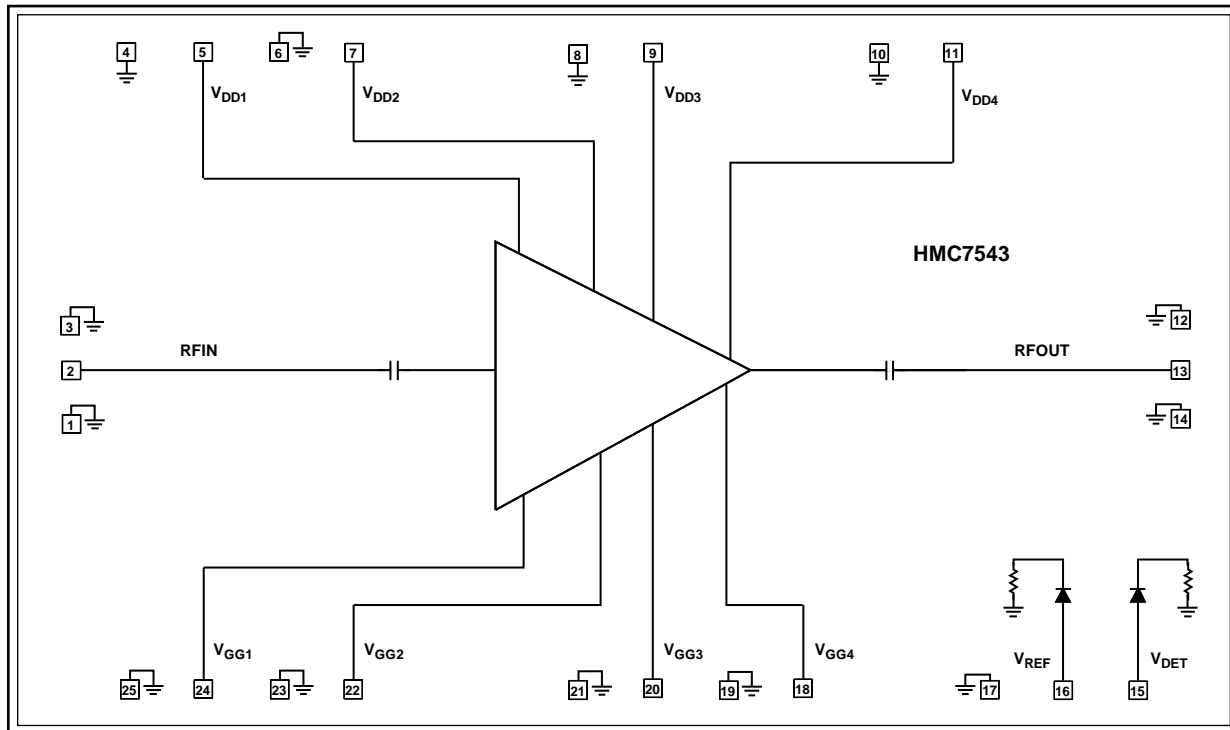 4 5 6 7 8 9 10 11
VDD1 VDD2 VDD3 VDD4
HMC7543
3 12
RFIN RFOUT
2 13
1 14
VGG1 VGG2 VGG3 VGG4 VREF VDET
25 24 23 22 21 20 19 18 17 16 15